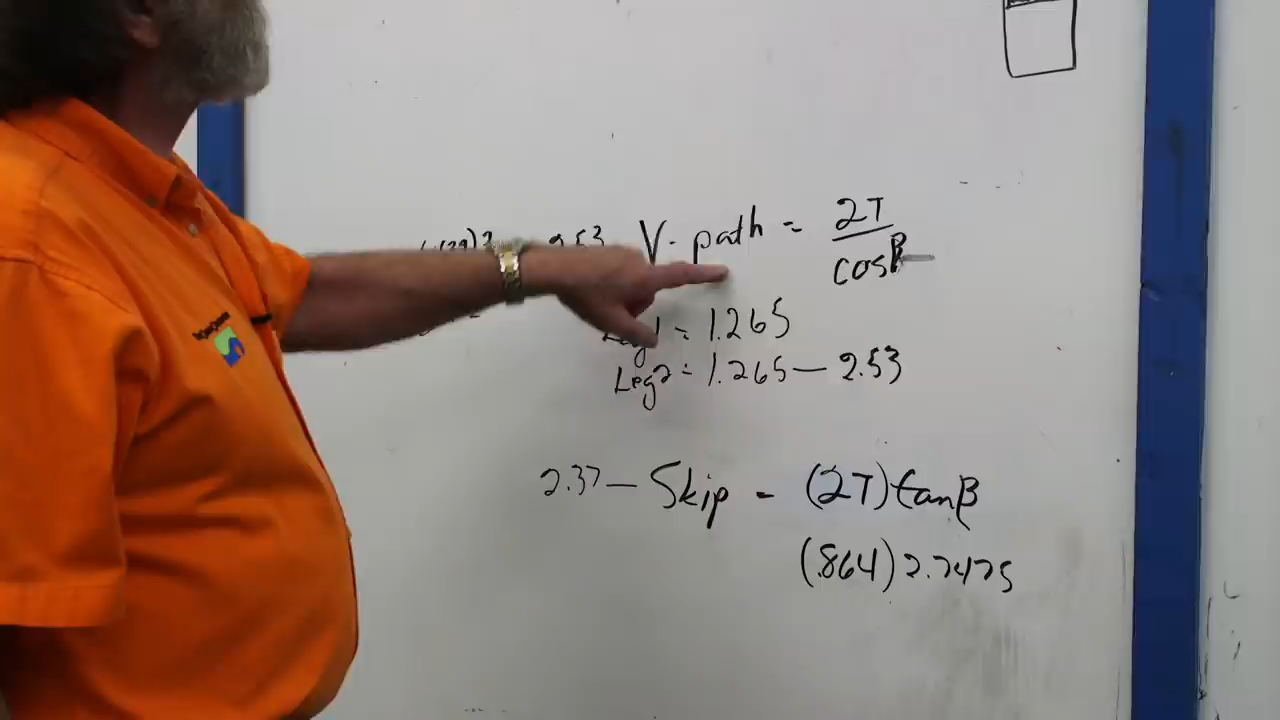 2.53 V-path = 2T
cosβ
Leg1 = 1.265
Leg2 = 1.265 — 2.53
2.37 — Skip = (2T)tanβ
(.864) 2.7475